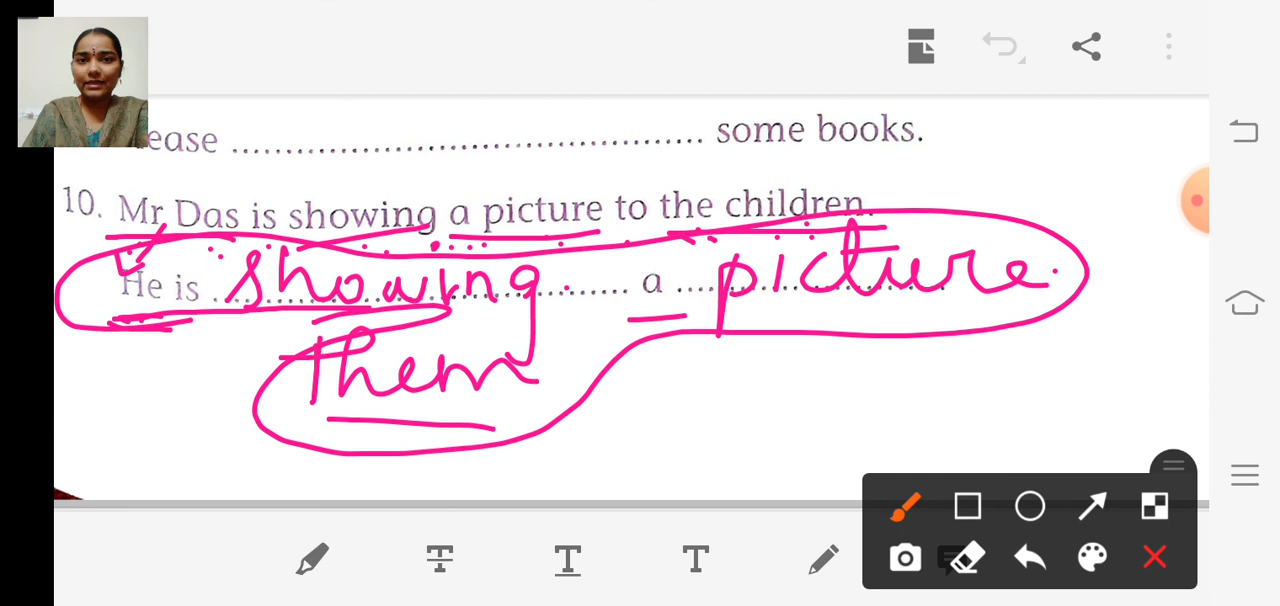 ease ........................................ some books.
10. Mr Das is showing a picture to the children.
He is showing. a picture.
them
T T T